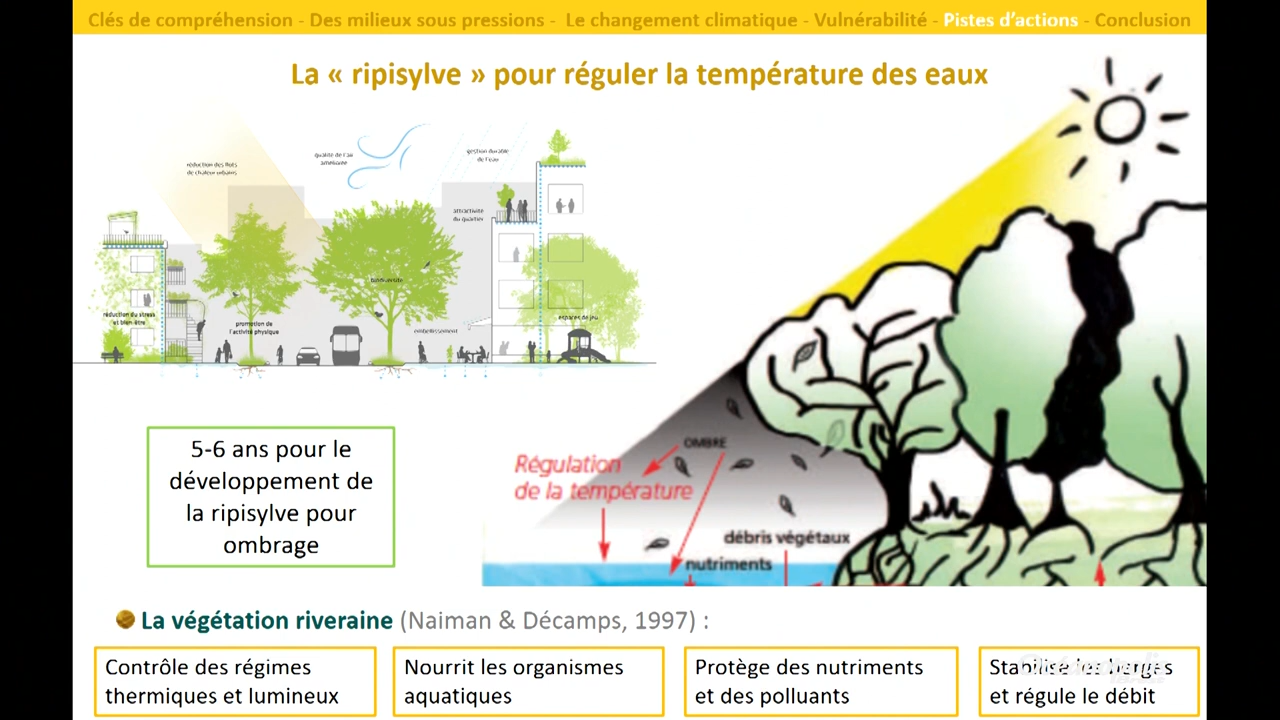 Clés de compréhension - Des milieux sous pressions - Le changement climatique - Vulnérabilité - Pistes d'actions - Conclusion
La « ripisylve » pour réguler la température des eaux
réduction des îlots
de chaleur urbains
qualité de l'air
améliorée
gestion durable
de l'eau
attractivité
du quartier
biodiversité
réduction du stress
et bien-être
promotion de
l'activité physique
embellissement
espaces de jeu
OMBRE
Régulation
de la température
débris végétaux
nutriments
5-6 ans pour le
développement de
la ripisylve pour
ombrage
La végétation riveraine (Naiman & Décamps, 1997) :
Contrôle des régimes
thermiques et lumineux
Nourrit les organismes
aquatiques
Protège des nutriments
et des polluants
Stabilise les berges
et régule le débit